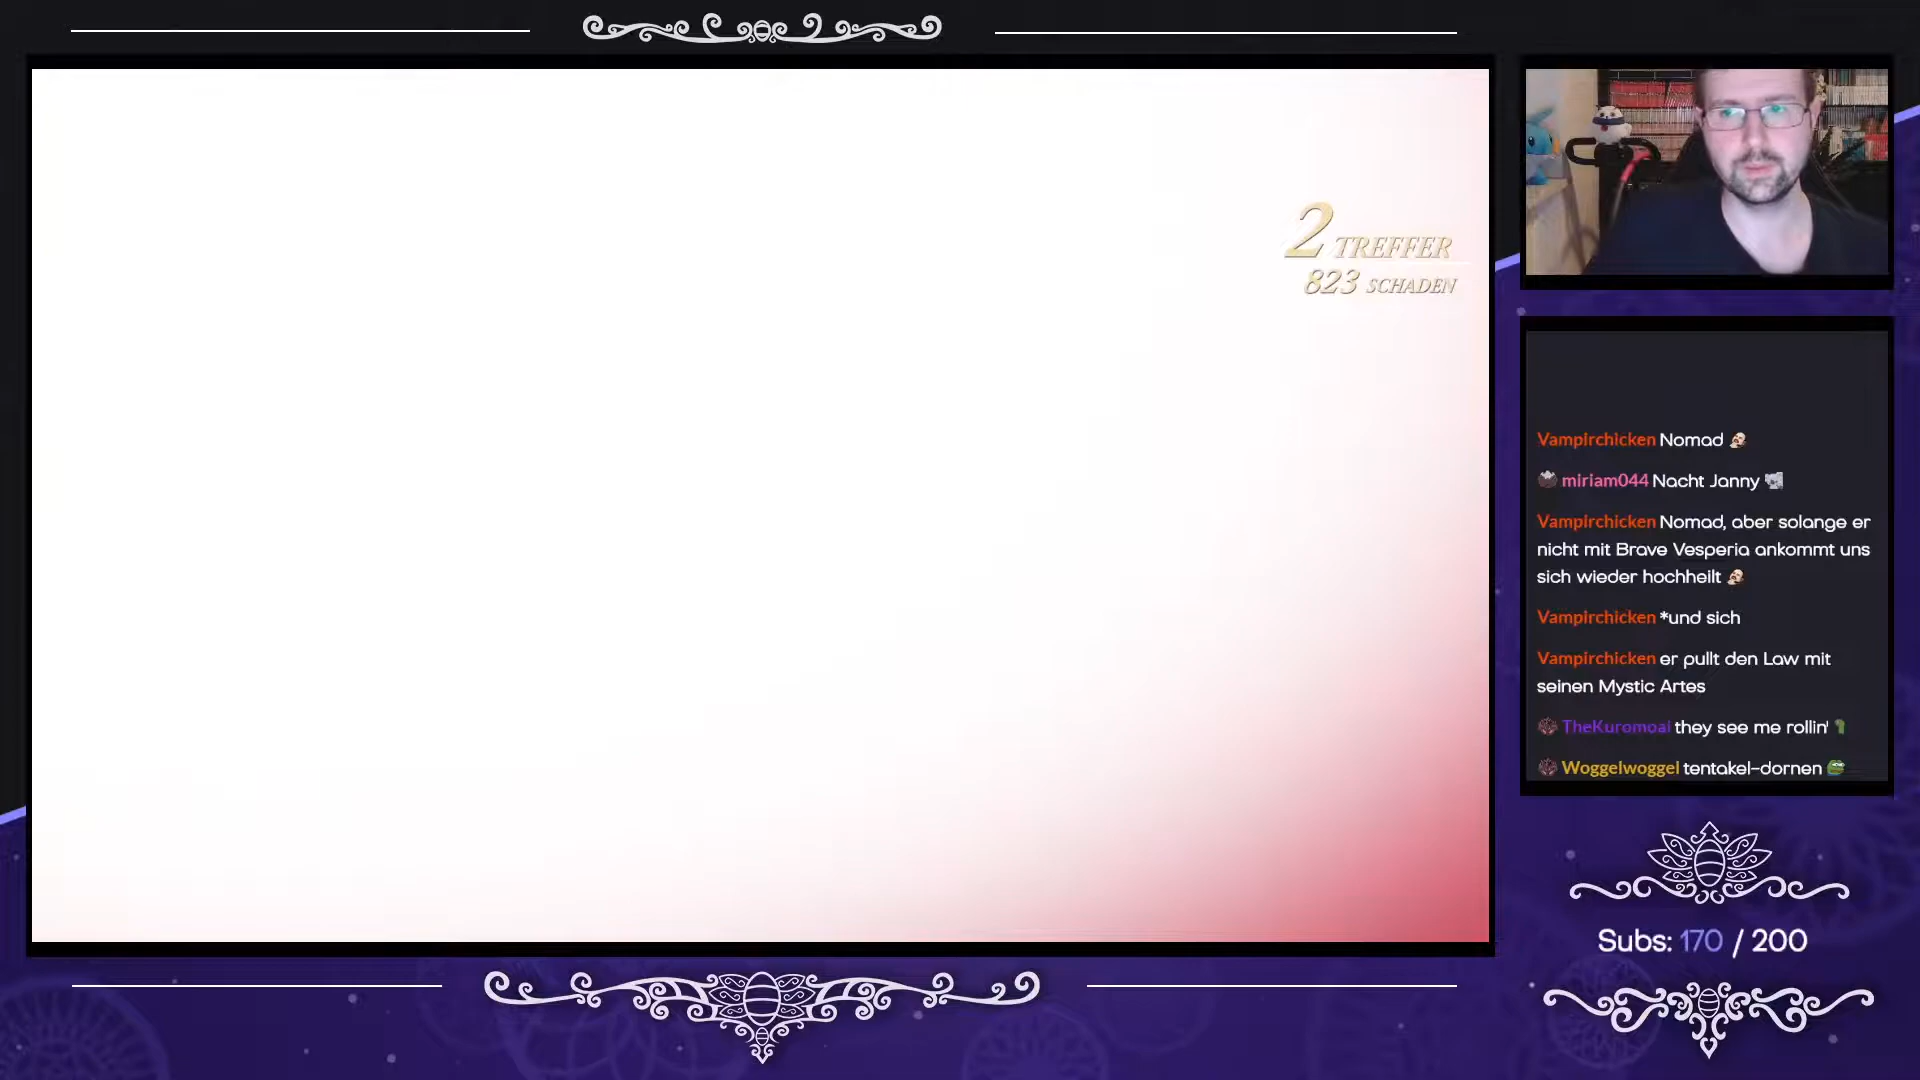 2 TREFFER
823 SCHADEN
Vampirchicken Nomad
miriam044 Nacht Janny
Vampirchicken Nomad, aber solange er
nicht mit Brave Vesperia ankommt uns
sich wieder hochheilt
Vampirchicken *und sich
Vampirchicken er pullt den Law mit
seinen Mystic Artes
TheKuromoai they see me rollin'
Woggelwoggel tentakel-dornen
Subs: 170 / 200